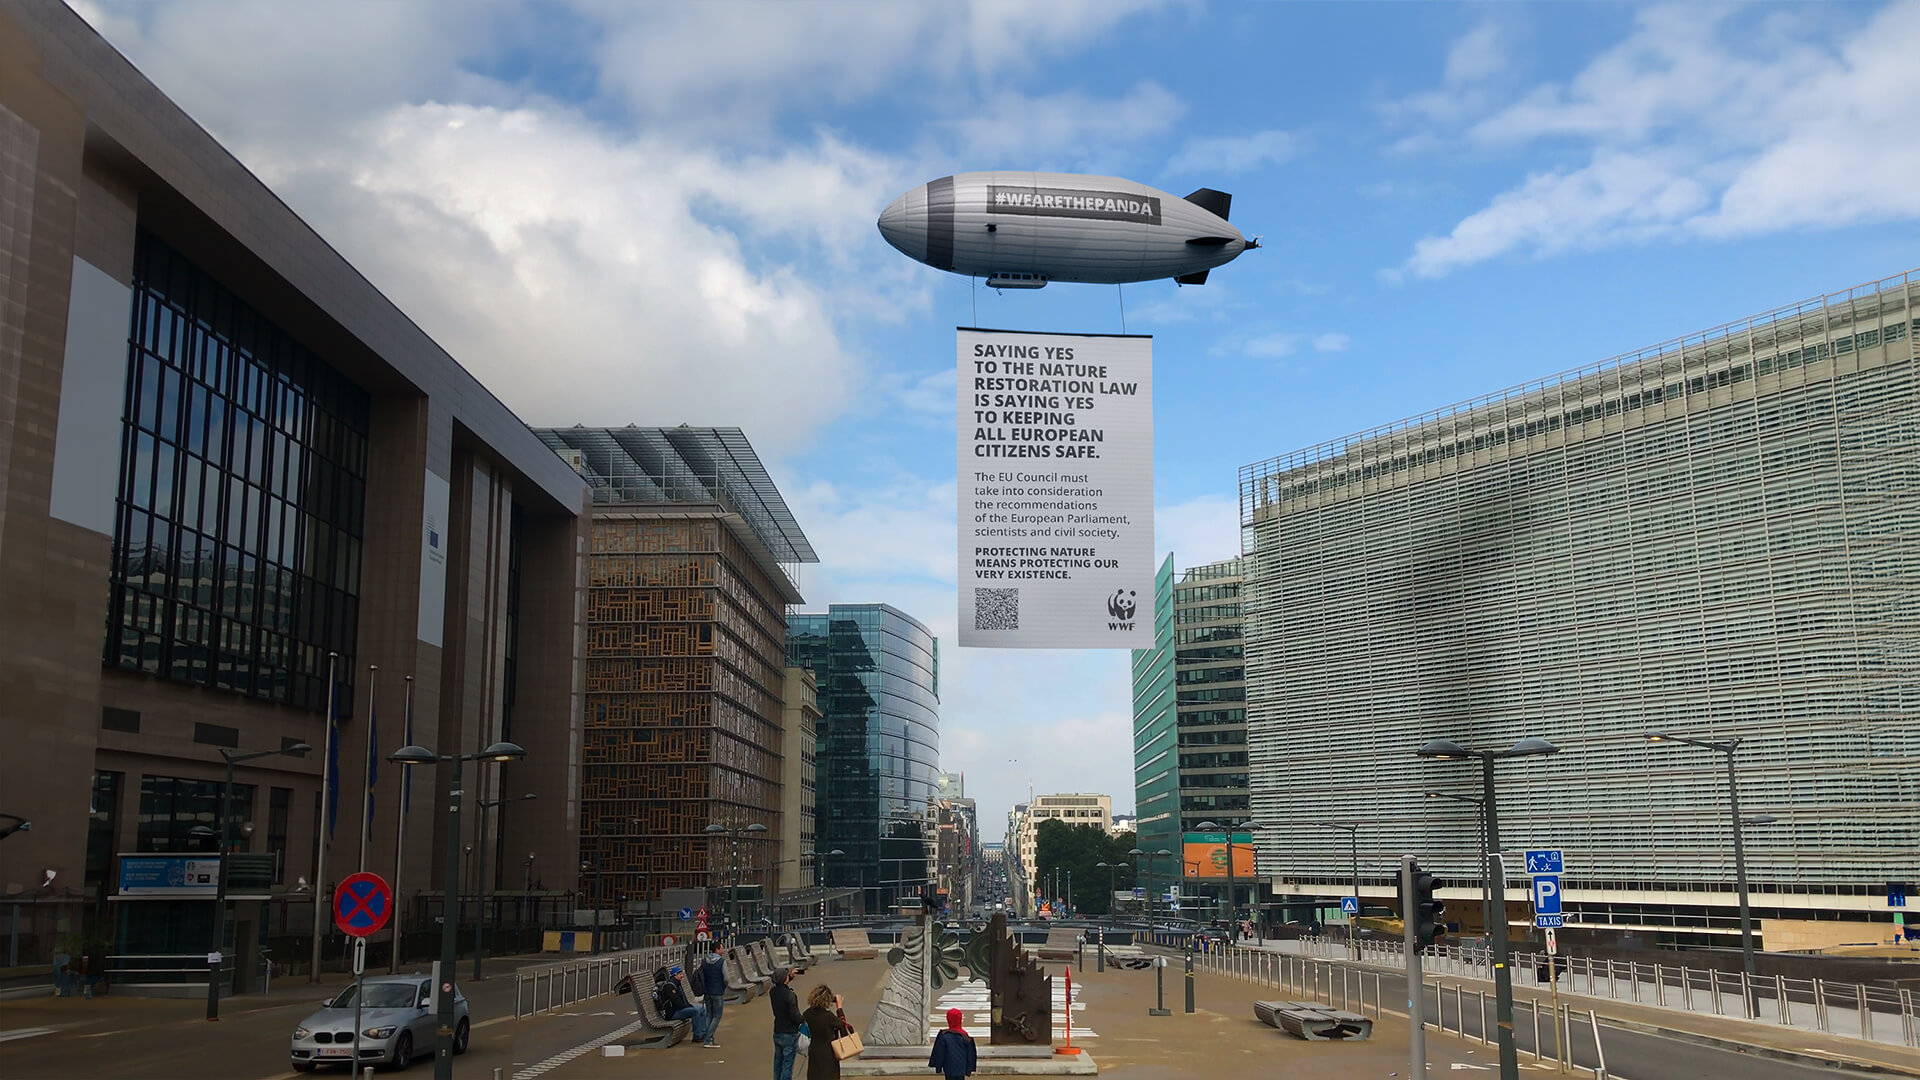 #WEARETHEPANDA
SAYING YES
TO THE NATURE
RESTORATION LAW
IS SAYING YES
TO KEEPING
ALL EUROPEAN
CITIZENS SAFE.
The EU Council must
take into consideration
the recommendations
of the European Parliament,
scientists and civil society.
PROTECTING NATURE
MEANS PROTECTING OUR
VERY EXISTENCE.
WWF
P
TAXIS